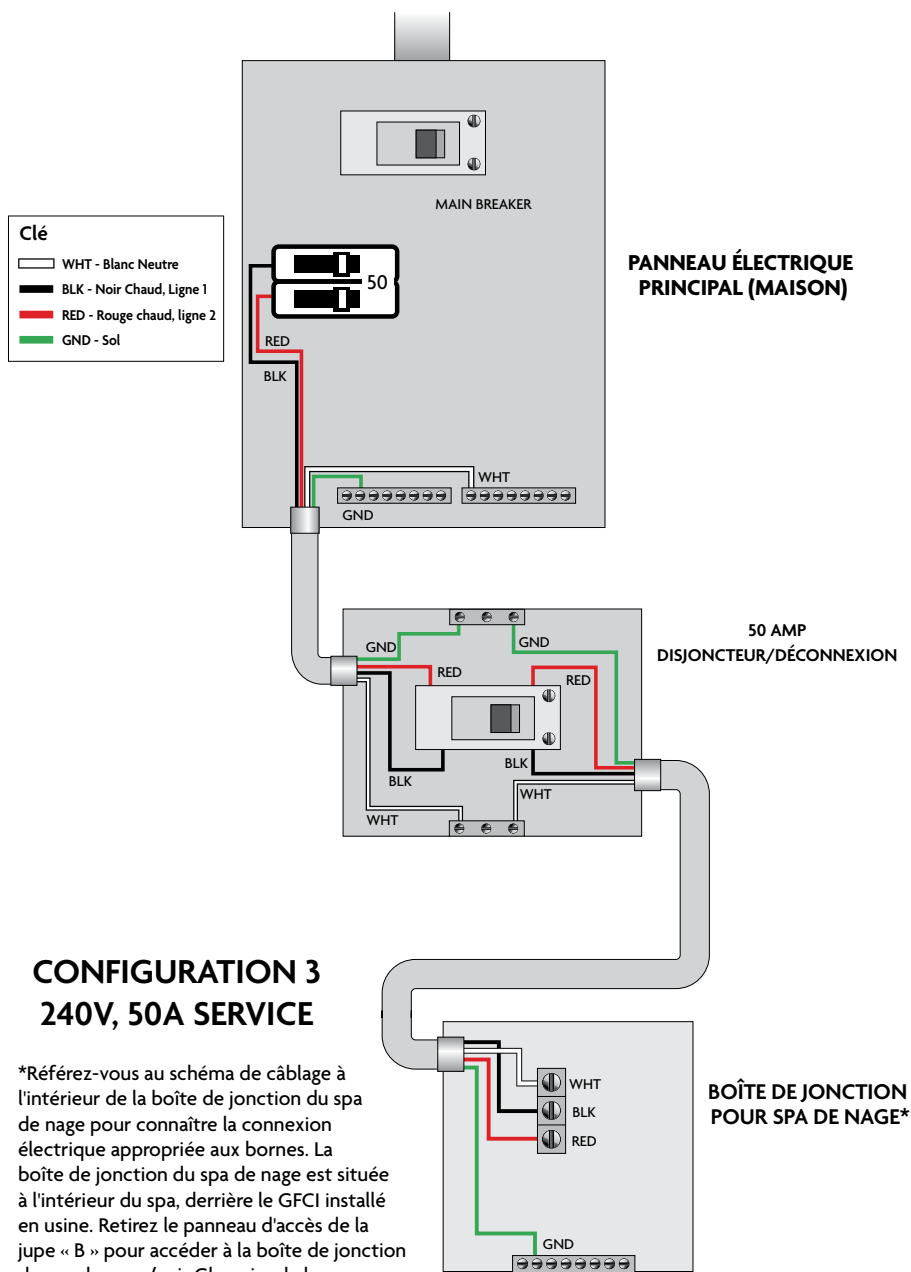 MAIN BREAKER
Clé
WHT - Blanc Neutre
BLK - Noir Chaud, Ligne 1
RED - Rouge chaud, ligne 2
GND - Sol
50
PANNEAU ÉLECTRIQUE
PRINCIPAL (MAISON)
RED
BLK
WHT
GND
50 AMP
DISJONCTEUR/DÉCONNEXION
GND
GND
RED
RED
BLK
BLK
WHT
WHT
CONFIGURATION 3
240V, 50A SERVICE
*Référez-vous au schéma de câblage à
l'intérieur de la boîte de jonction du spa
de nage pour connaître la connexion
électrique appropriée aux bornes. La
boîte de jonction du spa de nage est située
à l'intérieur du spa, derrière le GFCI installé
en usine. Retirez le panneau d'accès de la
jupe « B » pour accéder à la boîte de jonction
WHT
BLK
RED
GND
BOÎTE DE JONCTION
POUR SPA DE NAGE*